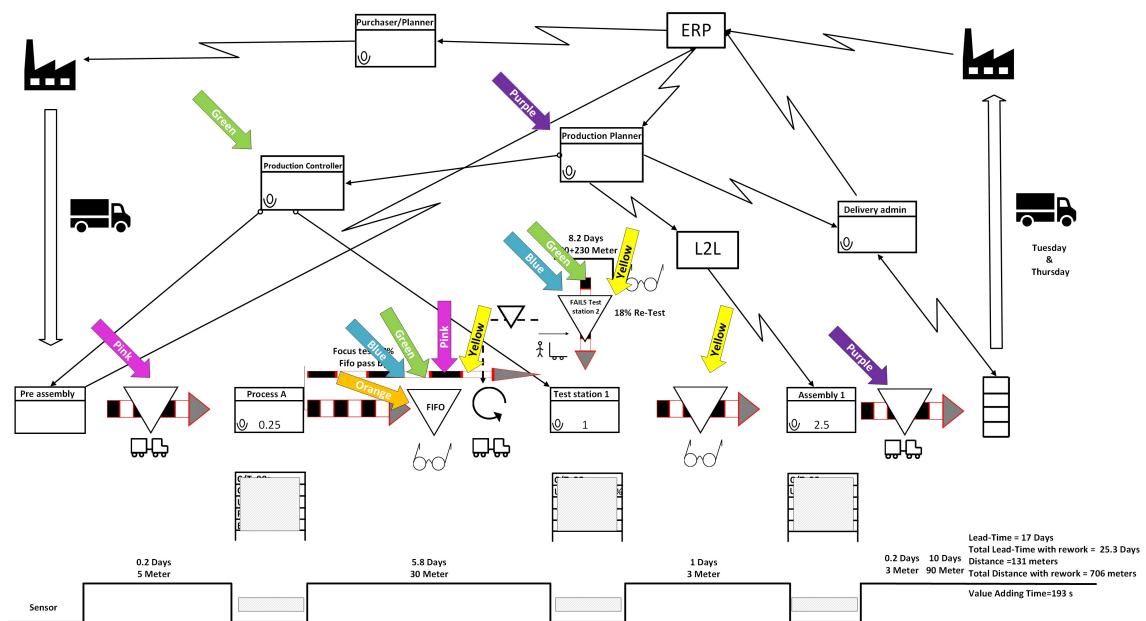 Purchaser/Planner
ERP
Green
Purple
Production Planner
Production Controller
Delivery admin
Tuesday
&
Thursday
8.2 Days
+230 Meter
L2L
Blue
Green
Yellow
FAILS Test
station 2
18% Re-Test
Pink
Blue
Green
Pink
Yellow
Yellow
Purple
Focus
Fifo pass
Orange
Pre assembly
Process A
0.25
FIFO
Test station 1
1
Assembly 1
2.5
0.2 Days
5 Meter
5.8 Days
30 Meter
1 Days
3 Meter
0.2 Days
3 Meter
10 Days
90 Meter
Lead-Time = 17 Days
Total Lead-Time with rework = 25.3 Days
Distance =131 meters
Total Distance with rework = 706 meters
Value Adding Time=193 s
Sensor